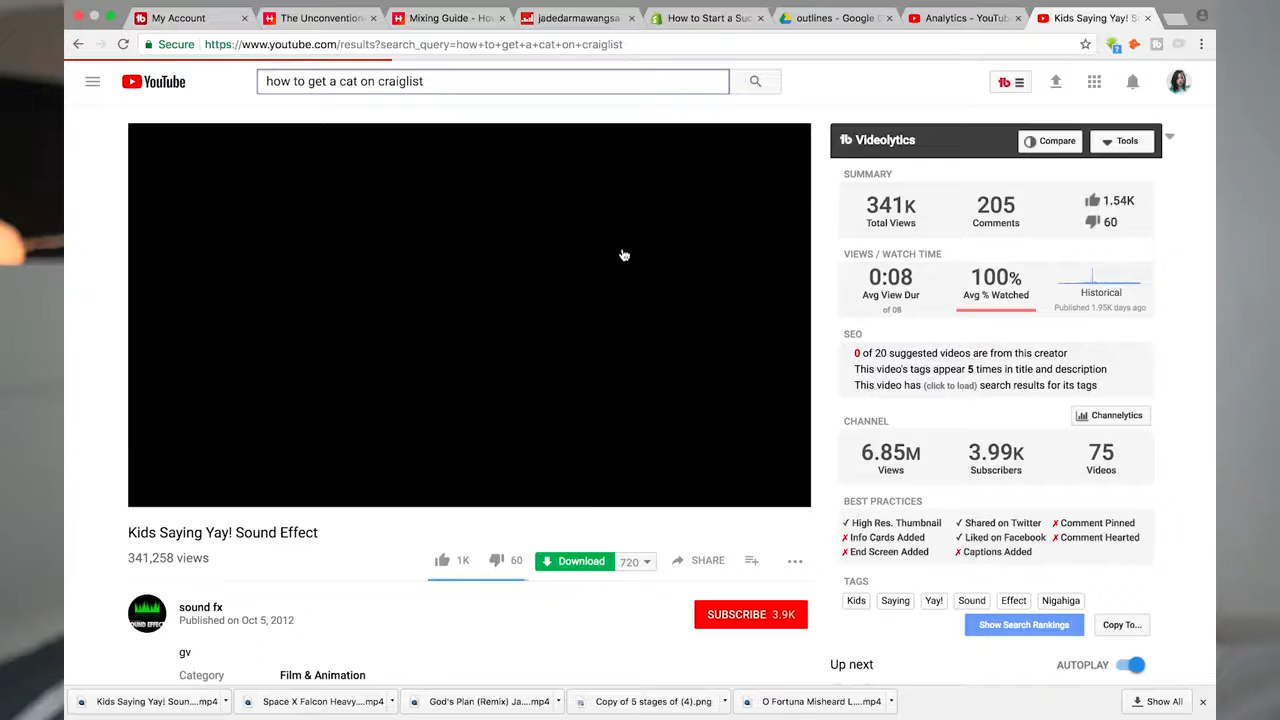 My Account
The Unconvention
Mixing Guide - Ho
jadedarmawangsa
How to Start a Suc
outlines - Google D
Analytics - YouTub
Kids Saying Yay! S
Secure https://www.youtube.com/results?search_query=how+to+get+a+cat+on+craiglist
YouTube
how to get a cat on craiglist
Videolytics
Compare
Tools
SUMMARY
341K
Total Views
205
Comments
1.54K
60
VIEWS / WATCH TIME
0:08
Avg View Dur
of 08
100%
Avg % Watched
Historical
Published 1.95K days ago
SEO
0 of 20 suggested videos are from this creator
This video's tags appear 5 times in title and description
This video has (click to load) search results for its tags
Channelytics
CHANNEL
6.85M
Views
3.99K
Subscribers
75
Videos
BEST PRACTICES
✓ High Res. Thumbnail ✓ Shared on Twitter ✗ Comment Pinned
✗ Info Cards Added ✓ Liked on Facebook ✗ Comment Hearted
✗ End Screen Added ✗ Captions Added
TAGS
Kids Saying Yay! Sound Effect Nigahiga
Show Search Rankings
Copy To...
Up next
AUTOPLAY
Kids Saying Yay! Sound Effect
341,258 views
1K
60
Download
720
SHARE
sound fx
Published on Oct 5, 2012
SUBSCRIBE 3.9K
gv
Category
Film & Animation
Kids Saying Yay! Soun....mp4
Space X Falcon Heavy....mp4
God's Plan (Remix) Ja....mp4
Copy of 5 stages of (4).png
O Fortuna Misheard L....mp4
Show All